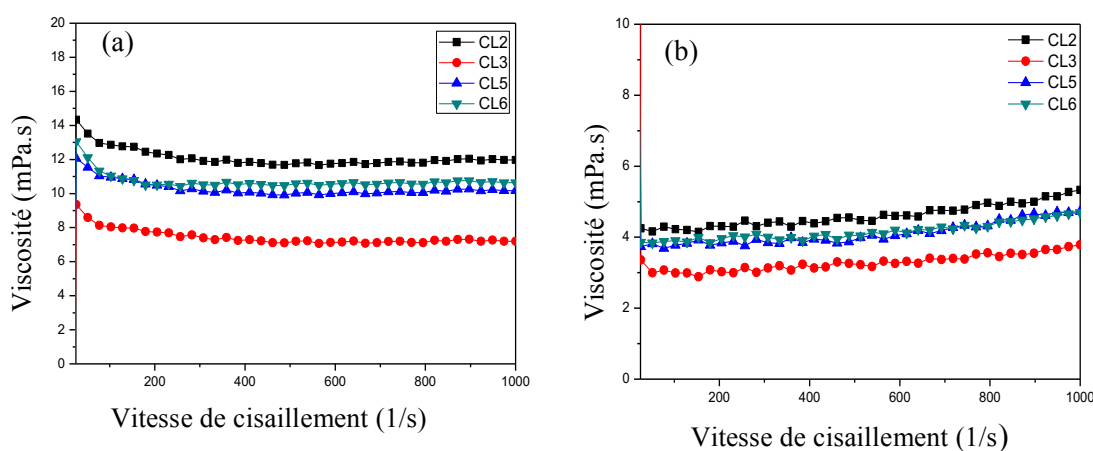 (a)
CL2
CL3
CL5
CL6
20
18
16
14
12
10
8
6
4
2
0
Viscosité (mPa.s)
200
400
600
800
1000
Vitesse de cisaillement (1/s)
(b)
CL2
CL3
CL5
CL6
10
8
6
4
2
0
Viscosité (mPa.s)
200
400
600
800
1000
Vitesse de cisaillement (1/s)